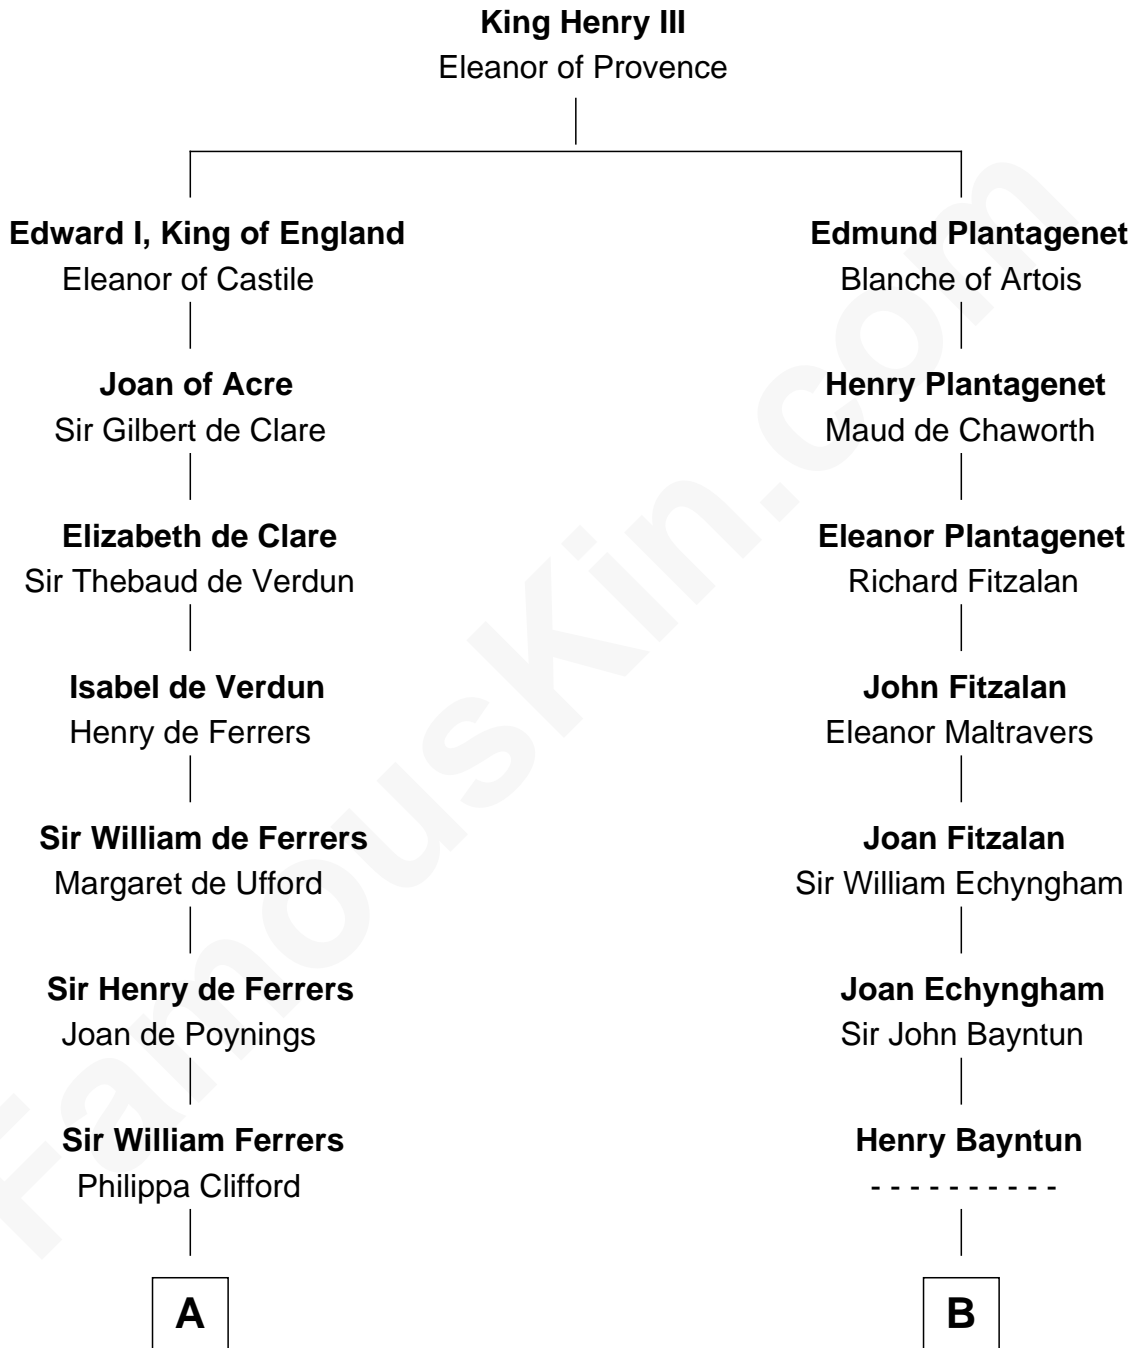 King Henry III
Eleanor of Provence
Edward I, King of England
Eleanor of Castile
Edmund Plantagenet
Blanche of Artois
Joan of Acre
Sir Gilbert de Clare
Henry Plantagenet
Maud de Chaworth
Elizabeth de Clare
Sir Thebaud de Verdun
Eleanor Plantagenet
Richard Fitzalan
Isabel de Verdun
Henry de Ferrers
John Fitzalan
Eleanor Maltravers
Sir William de Ferrers
Margaret de Ufford
Joan Fitzalan
Sir William Echyngham
Sir Henry de Ferrers
Joan de Poynings
Joan Echyngham
Sir John Bayntun
Sir William Ferrers
Philippa Clifford
Henry Bayntun
- - - - - - - - - -
A
B
FamousKin.com